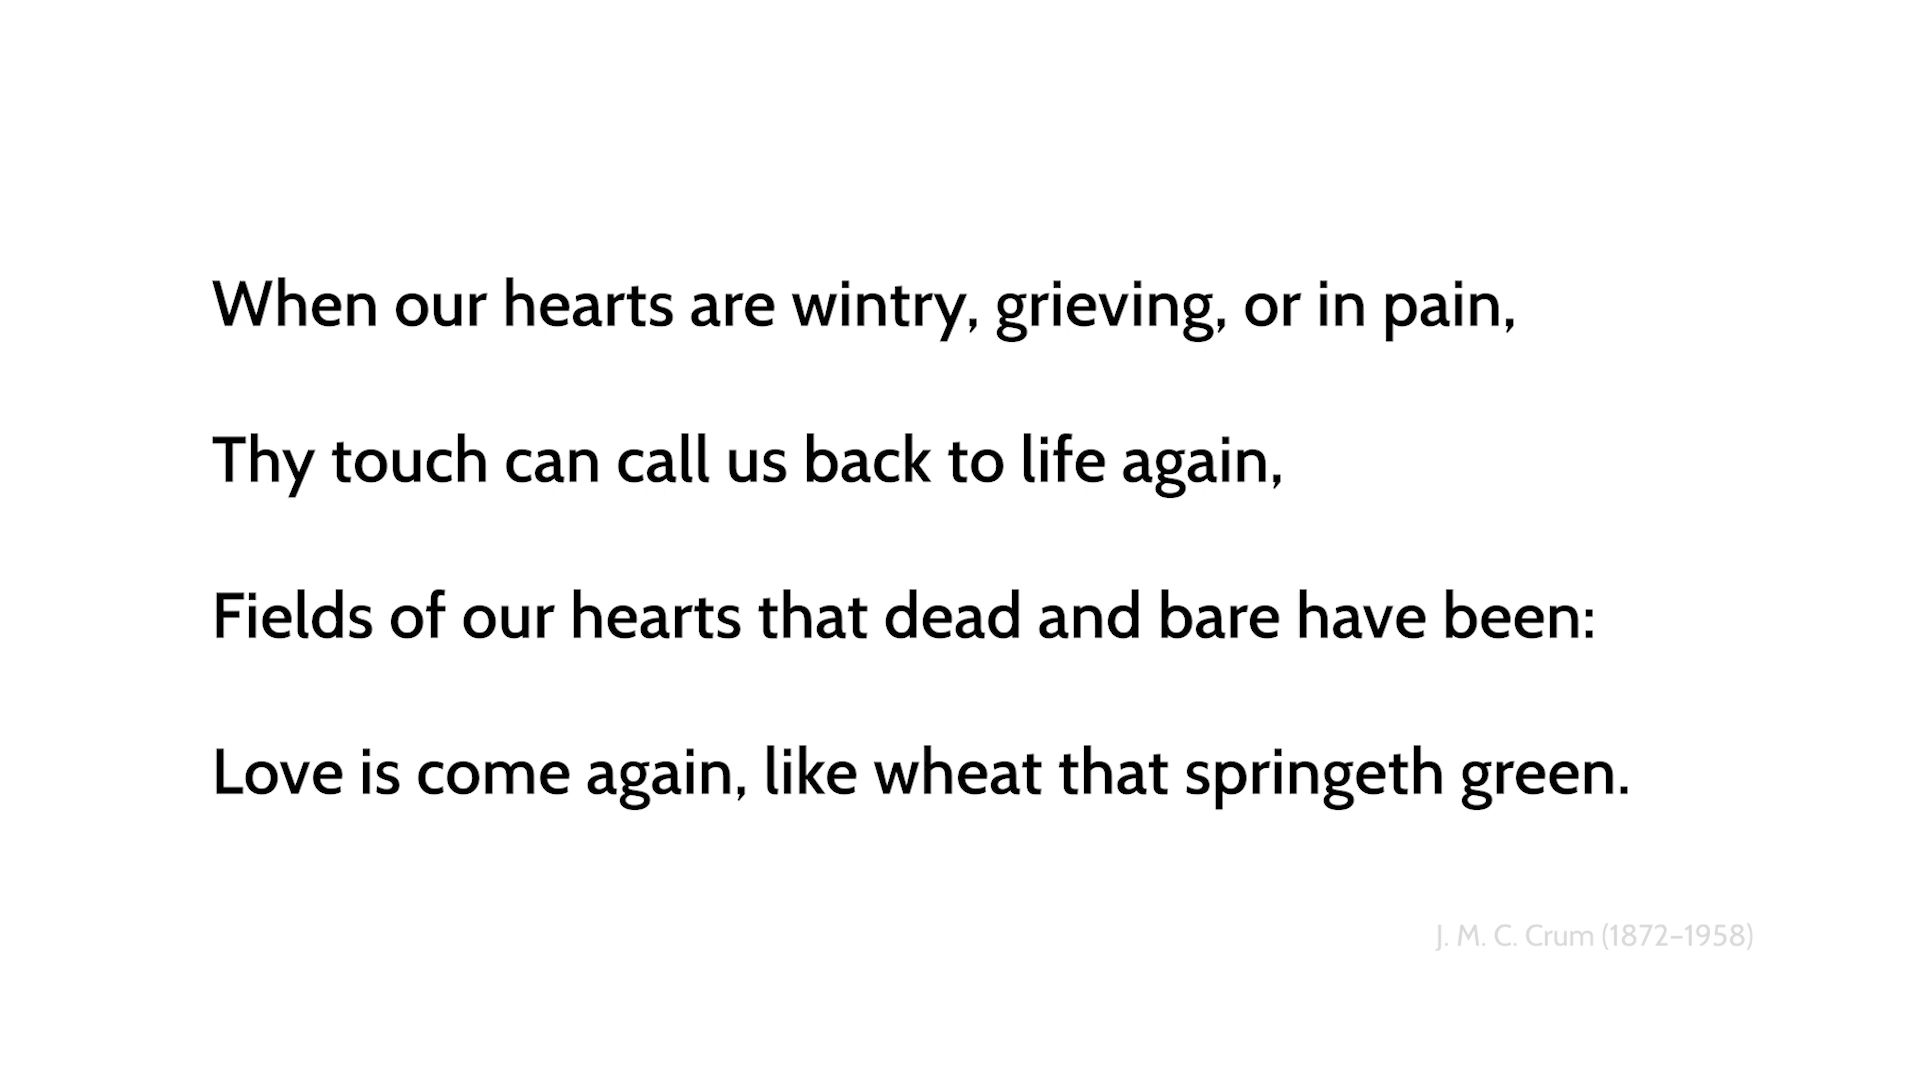 When our hearts are wintry, grieving, or in pain,
Thy touch can call us back to life again,
Fields of our hearts that dead and bare have been:
Love is come again, like wheat that springeth green.
J. M. C. Crum (1872–1958)